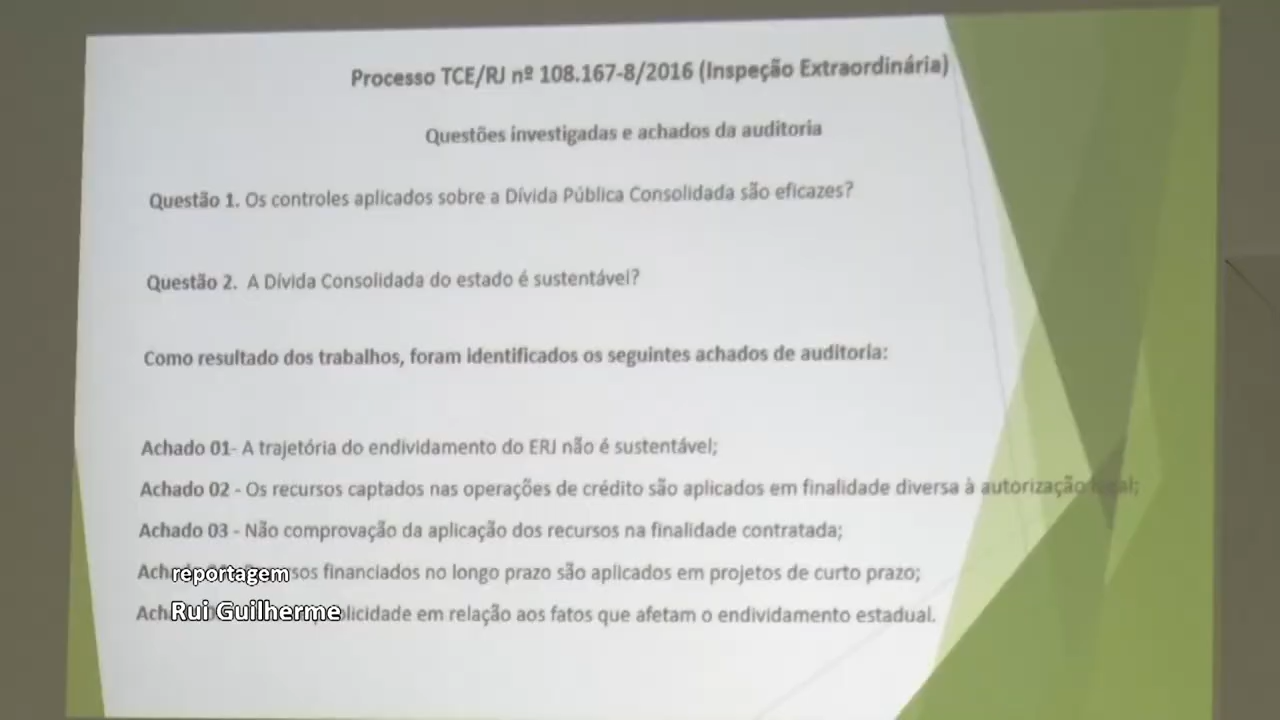 Processo TCE/RJ nº 108.167-8/2016 (Inspeção Extraordinária)
Questões investigadas e achados da auditoria
Questão 1. Os controles aplicados sobre a Dívida Pública Consolidada são eficazes?
Questão 2. A Dívida Consolidada do estado é sustentável?
Como resultado dos trabalhos, foram identificados os seguintes achados de auditoria:
Achado 01- A trajetória do endividamento do ERJ não é sustentável;
Achado 02 - Os recursos captados nas operações de crédito são aplicados em finalidade diversa à autorização
Achado 03 - Não comprovação da aplicação dos recursos na finalidade contratada;
financiados no longo prazo são aplicados em projetos de curto prazo;
reportagem
em relação aos fatos que afetam o endividamento estadual.
Rui Guilherme